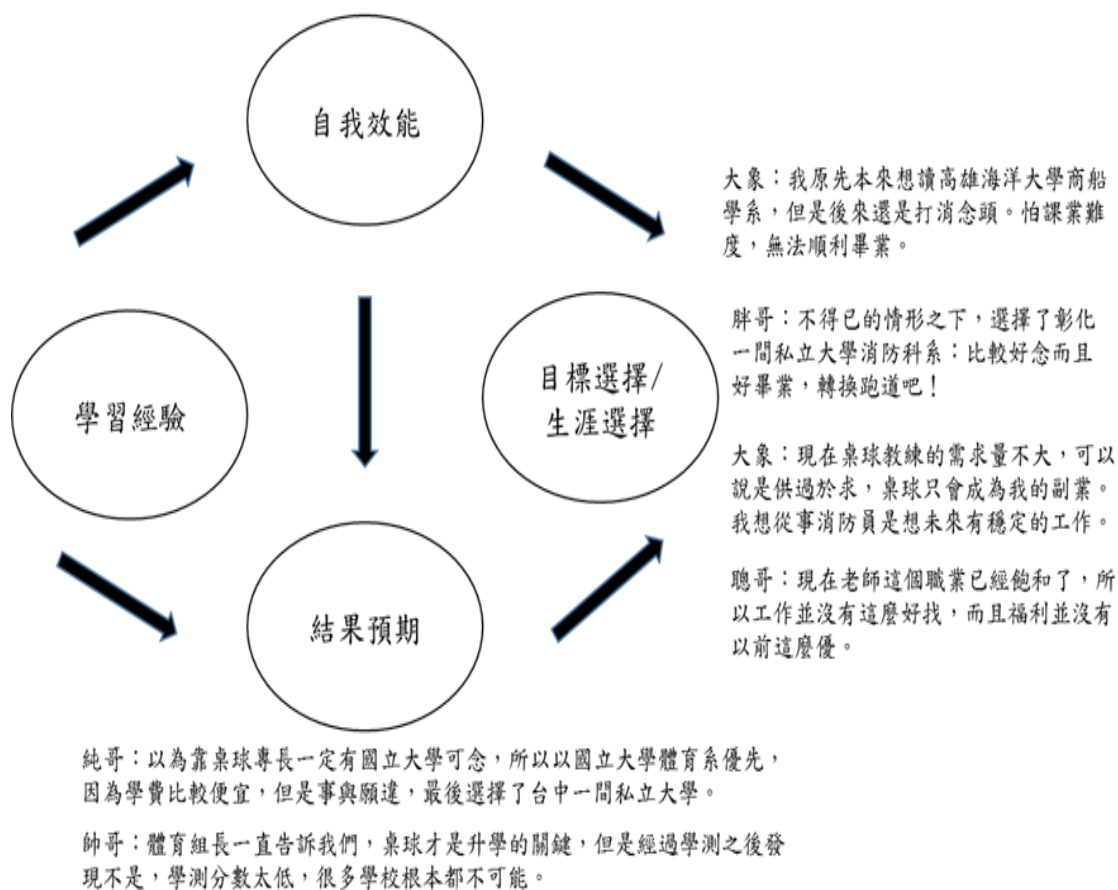 自我效能
大象：我原先本來想讀高雄海洋大學商船
學系，但是後來還是打消念頭。怕課業難
度，無法順利畢業。
胖哥：不得已的情形之下，選擇了彰化
一間私立大學消防科系：比較好念而且
好畢業，轉換跑道吧！
學習經驗
目標選擇/
生涯選擇
大象：現在桌球教練的需求量不大，可以
說是供過於求，桌球只會成為我的副業。
我想從事消防員是想未來有穩定的工作。
聰哥：現在老師這個職業已經飽和了，所
以工作並沒有這麼好找，而且福利並沒有
以前這麼優。
結果預期
純哥：以為靠桌球專長一定有國立大學可念，所以以國立大學體育系優先，
因為學費比較便宜，但是事與願違，最後選擇了台中一間私立大學。
帥哥：體育組長一直告訴我們，桌球才是升學的關鍵，但是經過學測之後發
現不是，學測分數太低，很多學校根本都不可能。